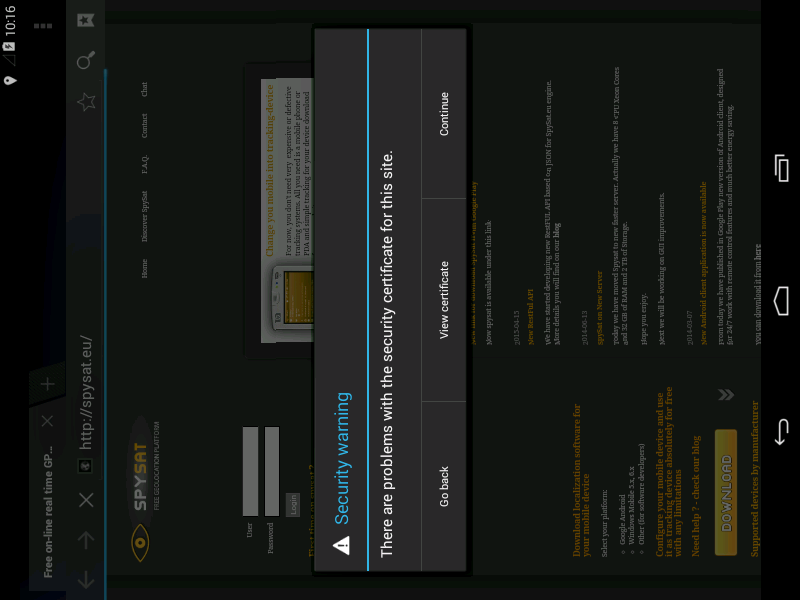 10:16
Free on-line real time GP...
http://spysat.eu/
SPYSAT
FREE GEOLOCATION PLATFORM
Home
Discover SpySat
F.A.Q.
Contact
Chat
User
Password
Login
Change you mobile into tracking-device
For now, you don't need very expensive or defective
tracking systems. All you need is a mobile phone or
PDA and simple tracking for your device download
Security warning
There are problems with the security certificate for this site.
Go back
View certificate
Continue
Now spysat is available under this link
2015-04-15
New RestFul API
We have started developing new RestFUL API based on JSON for SpySat.eu engine.
More details you will find on our blog
2014-06-13
SpySat on New Server
Today we have moved Spysat to new faster server. Actually we have 8 vCPU Xeon Cores
and 32 GB of RAM and 2 TB of Storage.
Hope you enjoy.
Next we will be working on GUI improvements.
2014-03-07
New Android client application is now available
From today we have published in Google Play new version of Android client, designed
for 24/7 work with remote control features and much better energy saving.
You can download it from here
Download localization software for
your mobile device
Select your platform:
Google Android
Windows Mobile 5.x, 6.x
Other (for software developers)
Configure your mobile device and use
it as tracking device absolutely for free
with any limitations
Need help ? - check our blog
DOWNLOAD
Supported devices by manufacturer